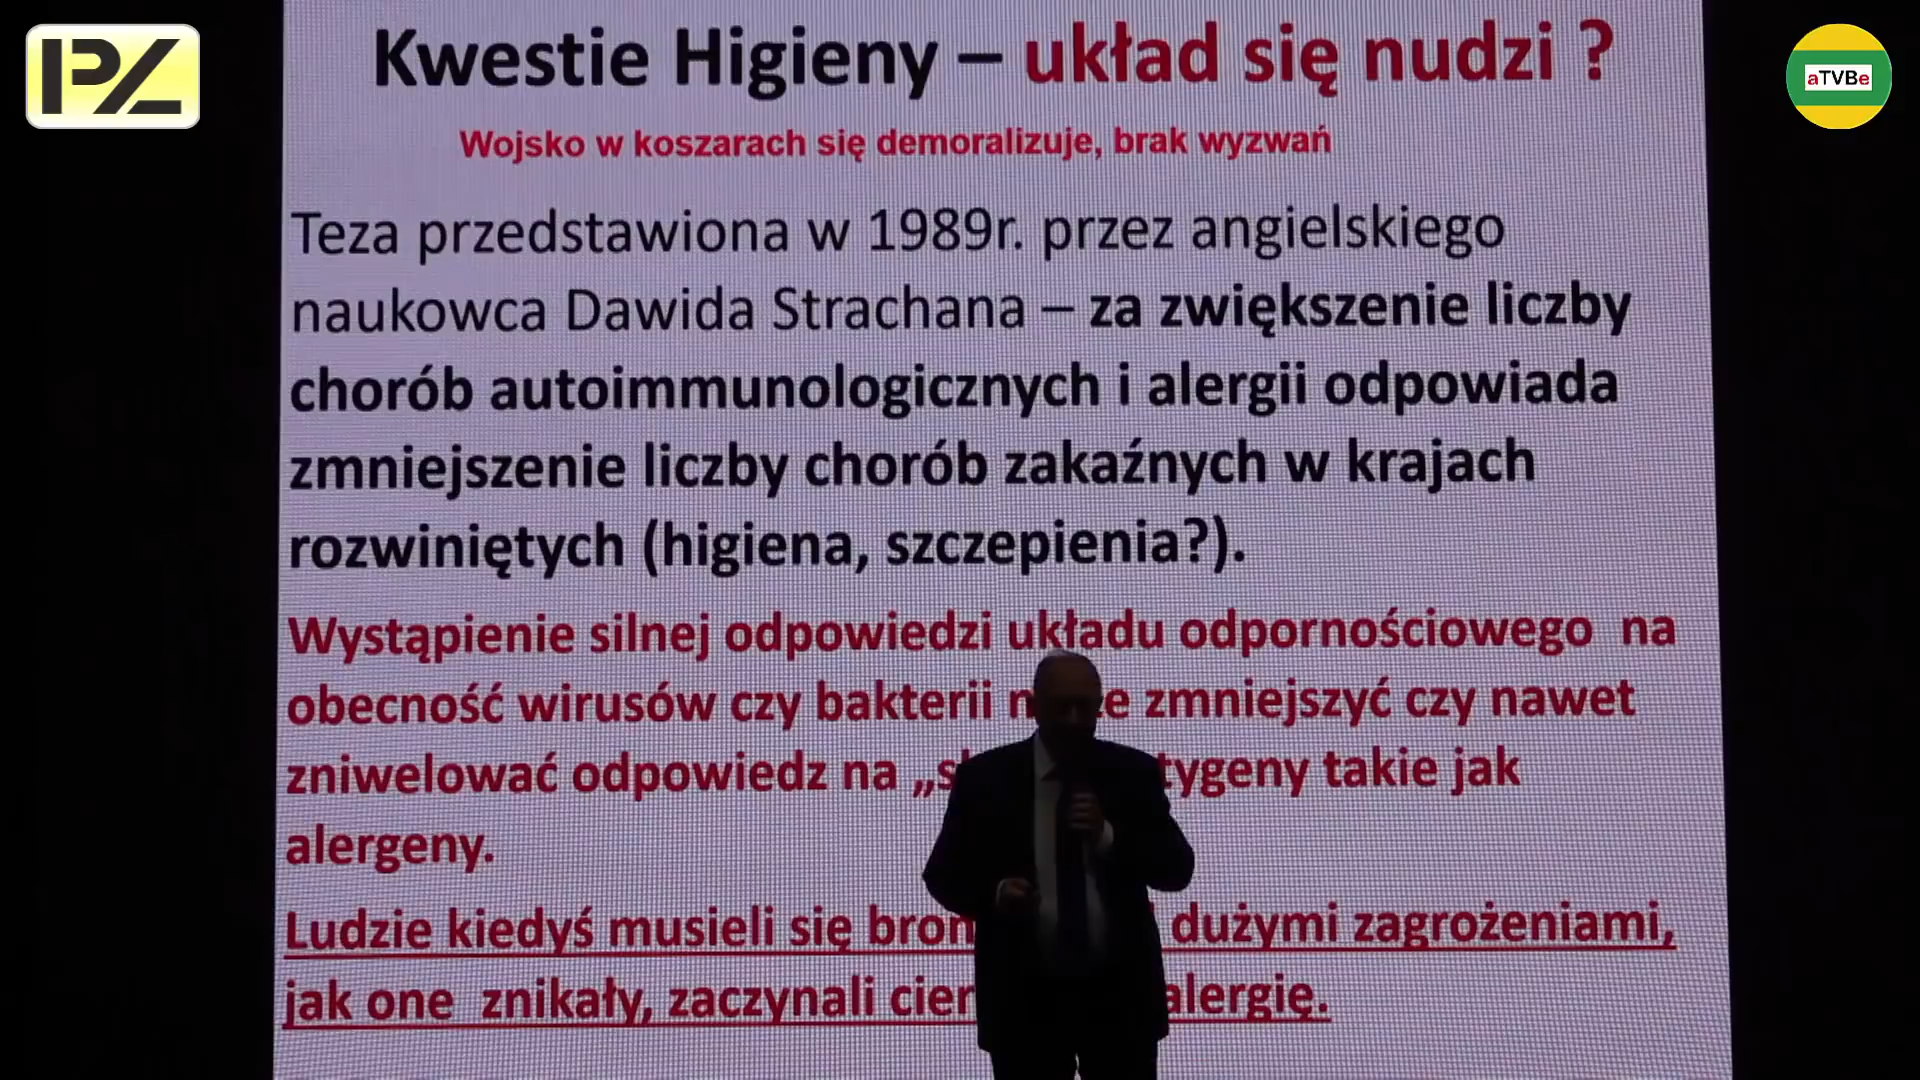 PZ
aTVBe
Kwestie Higieny – układ się nudzi ?
Wojsko w koszarach się demoralizuje, brak wyzwań
Teza przedstawiona w 1989r. przez angielskiego
naukowca Dawida Strachana – za zwiększenie liczby
chorób autoimmunologicznych i alergii odpowiada
zmniejszenie liczby chorób zakaźnych w krajach
rozwiniętych (higiena, szczepienia?).
Wystąpienie silnej odpowiedzi układu odpornościowego na
obecność wirusów czy bakterii zmniejszyć czy nawet
zniwelować odpowiedz na takie jak
alergeny.
Ludzie kiedyś musieli się dużymi zagrożeniami,
jak one znikały, zaczynali alergię.